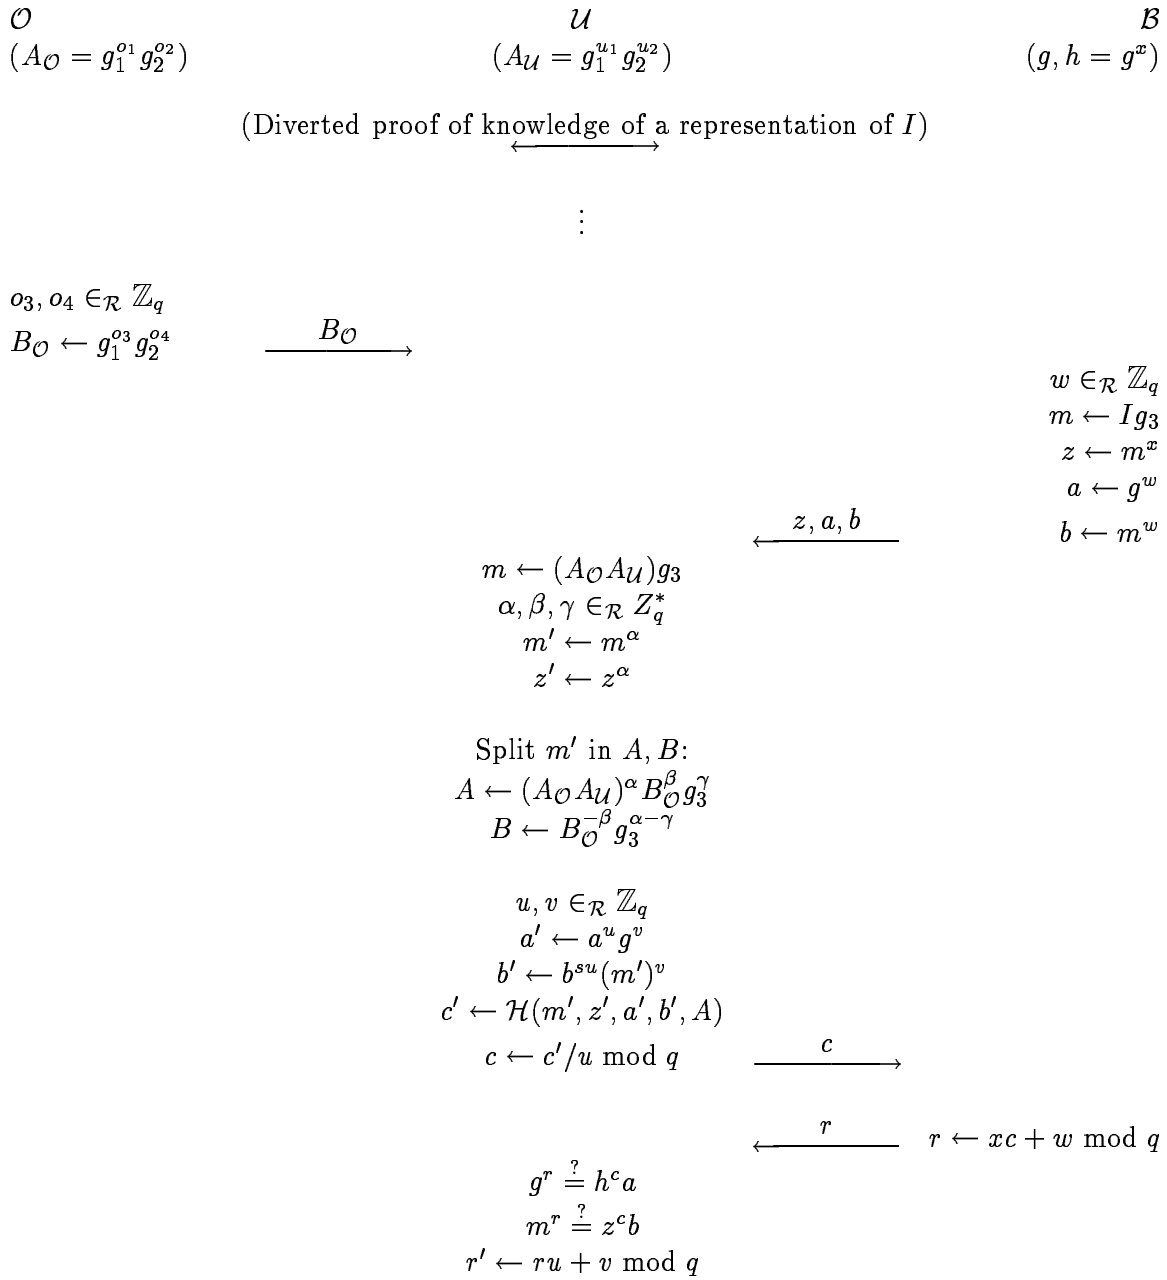 𝒪 𝒰 ℬ
(A_𝒪 = g_1^{o_1} g_2^{o_2}) (A_𝒰 = g_1^{u_1} g_2^{u_2}) (g, h = g^x)
(Diverted proof of knowledge of a representation of I)
⟷
⋮
o_3, o_4 ∈_ℛ ℤ_q
B_𝒪 ← g_1^{o_3} g_2^{o_4} B_𝒪 ⟶
w ∈_ℛ ℤ_q
m ← Ig_3
z ← m^x
a ← g^w
z, a, b ⟵ b ← m^w
m ← (A_𝒪 A_𝒰)g_3
α, β, γ ∈_ℛ Z_q^*
m′ ← m^α
z′ ← z^α
Split m′ in A, B:
A ← (A_𝒪 A_𝒰)^α B_𝒪^β g_3^γ
B ← B_𝒪^{−β} g_3^{α−γ}
u, v ∈_ℛ ℤ_q
a′ ← a^u g^v
b′ ← b^{su}(m′)^v
c′ ← ℋ(m′, z′, a′, b′, A)
c ← c′/u mod q c ⟶
r ⟵ r ← xc + w mod q
g^r ≟ h^c a
m^r ≟ z^c b
r′ ← ru + v mod q